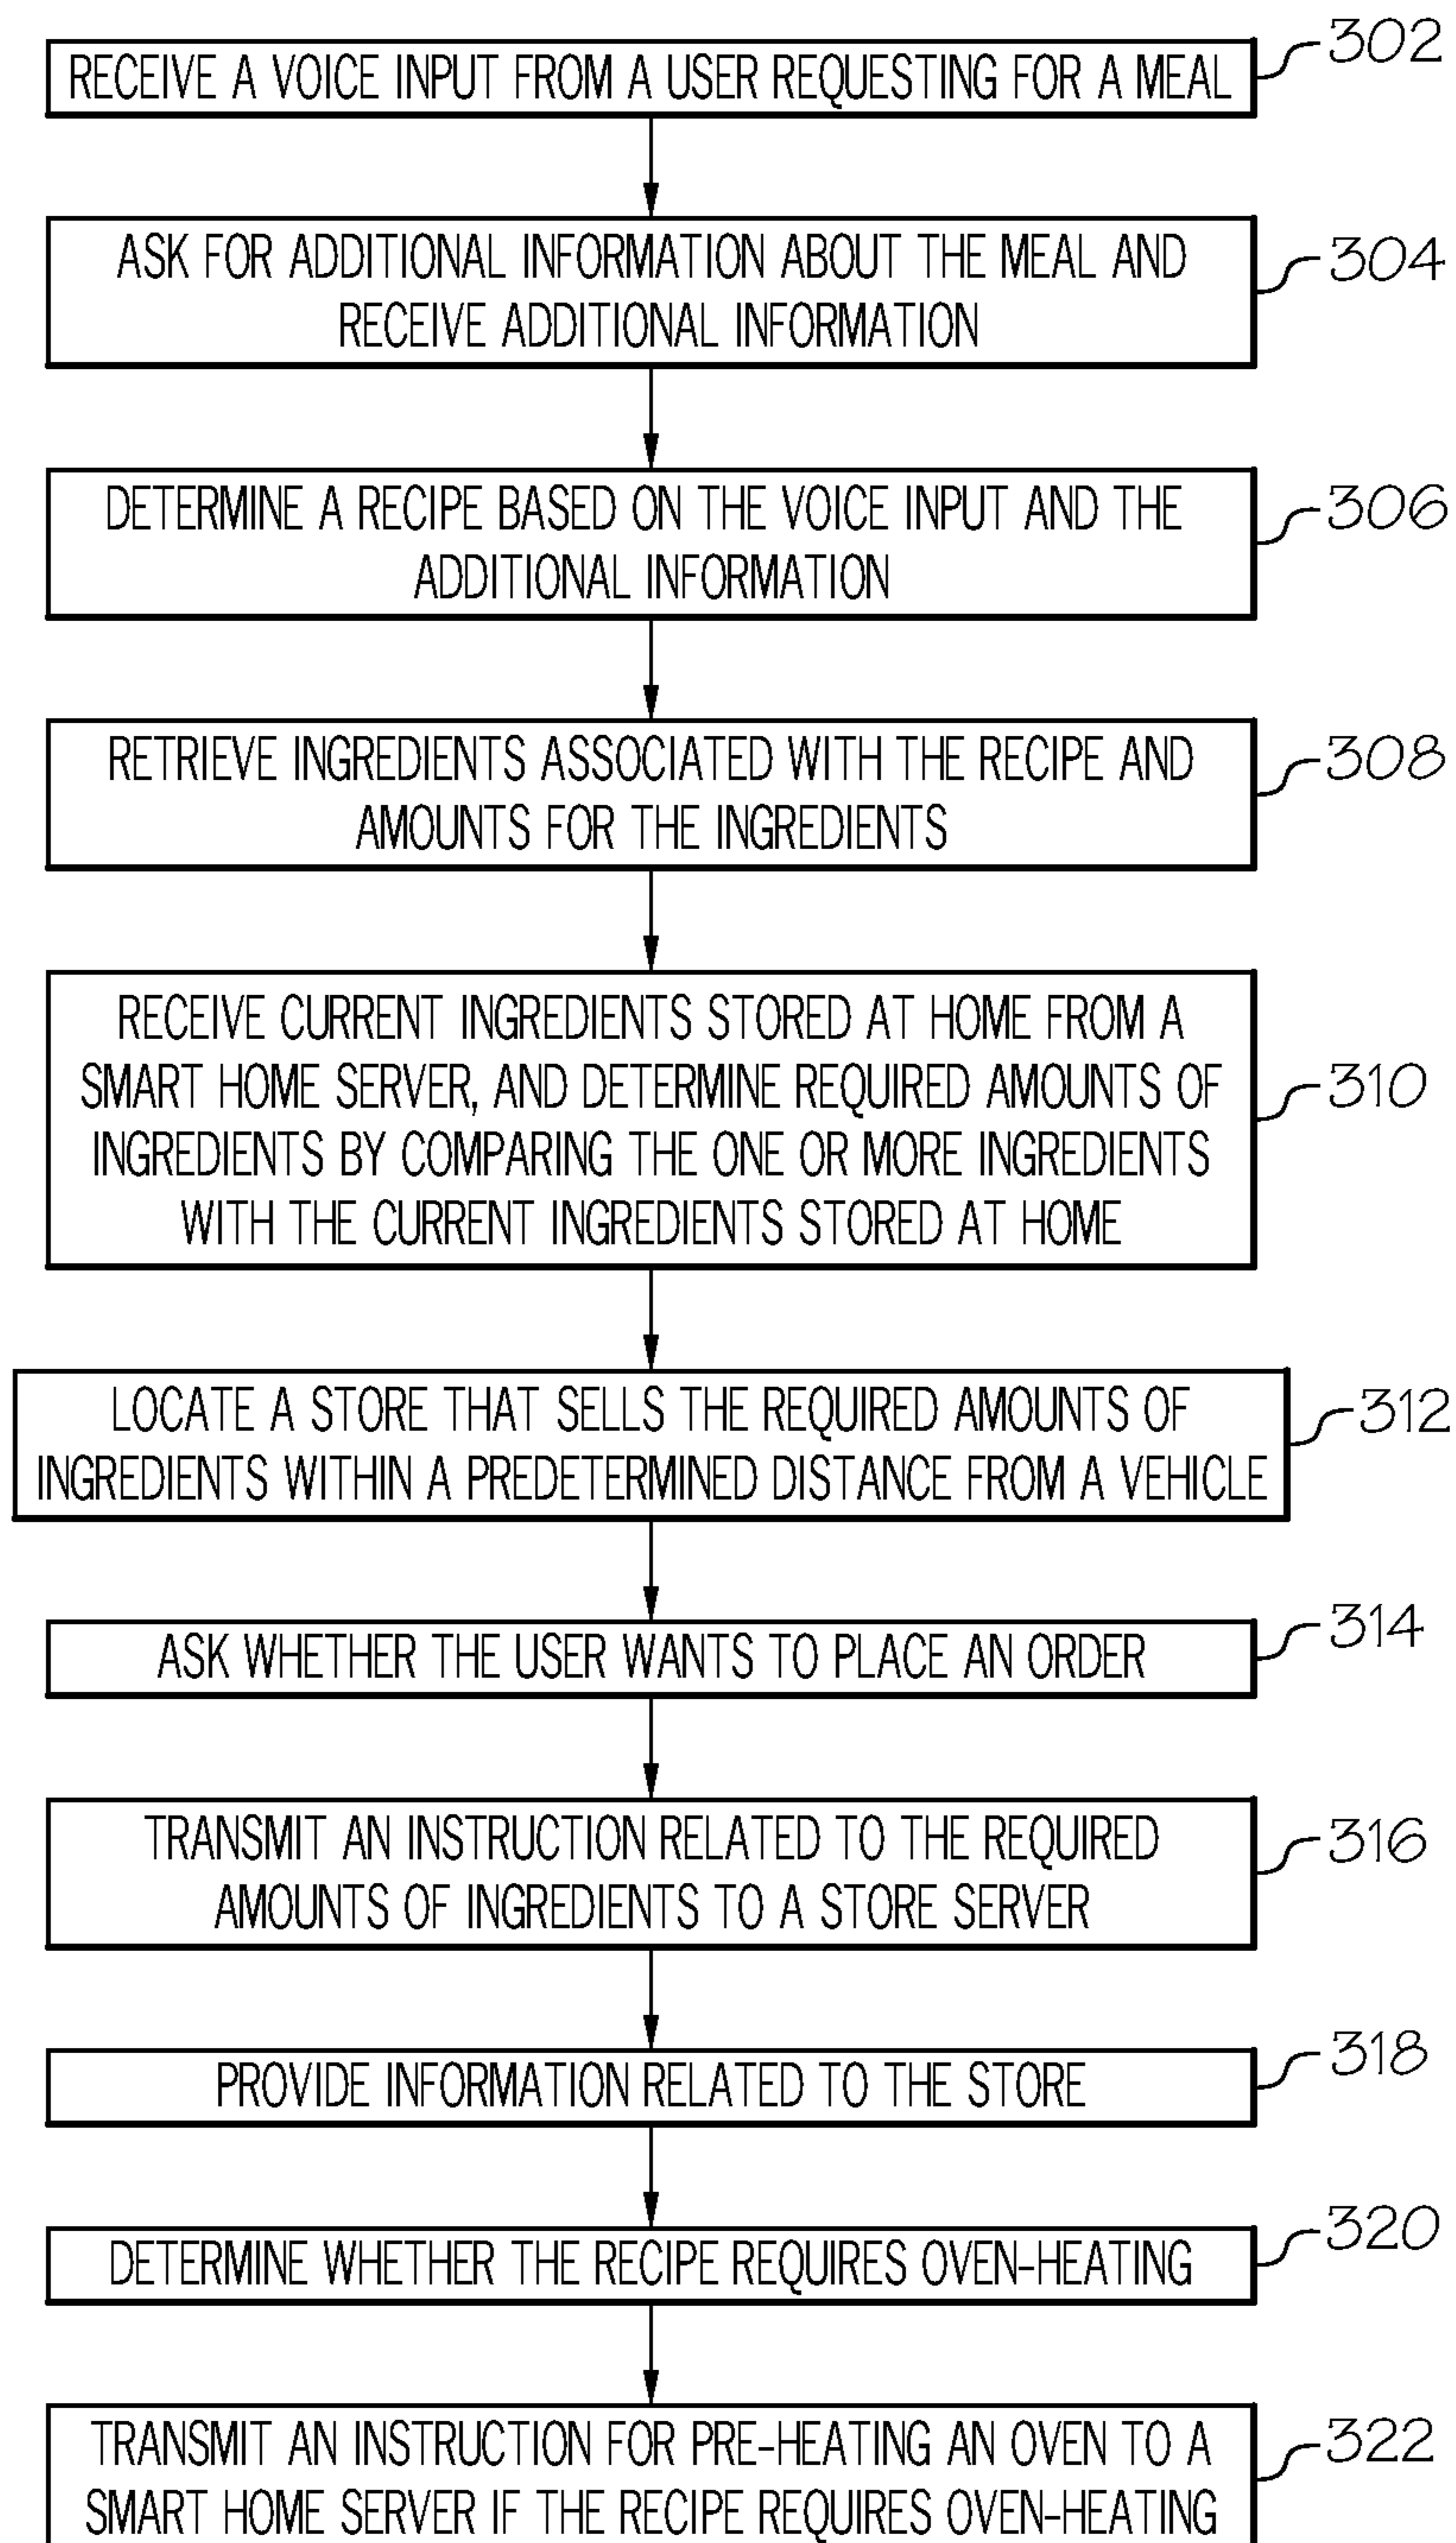 RECEIVE A VOICE INPUT FROM A USER REQUESTING FOR A MEAL
302
ASK FOR ADDITIONAL INFORMATION ABOUT THE MEAL AND
RECEIVE ADDITIONAL INFORMATION
304
DETERMINE A RECIPE BASED ON THE VOICE INPUT AND THE
ADDITIONAL INFORMATION
306
RETRIEVE INGREDIENTS ASSOCIATED WITH THE RECIPE AND
AMOUNTS FOR THE INGREDIENTS
308
RECEIVE CURRENT INGREDIENTS STORED AT HOME FROM A
SMART HOME SERVER, AND DETERMINE REQUIRED AMOUNTS OF
INGREDIENTS BY COMPARING THE ONE OR MORE INGREDIENTS
WITH THE CURRENT INGREDIENTS STORED AT HOME
310
LOCATE A STORE THAT SELLS THE REQUIRED AMOUNTS OF
INGREDIENTS WITHIN A PREDETERMINED DISTANCE FROM A VEHICLE
312
ASK WHETHER THE USER WANTS TO PLACE AN ORDER
314
TRANSMIT AN INSTRUCTION RELATED TO THE REQUIRED
AMOUNTS OF INGREDIENTS TO A STORE SERVER
316
PROVIDE INFORMATION RELATED TO THE STORE
318
DETERMINE WHETHER THE RECIPE REQUIRES OVEN-HEATING
320
TRANSMIT AN INSTRUCTION FOR PRE-HEATING AN OVEN TO A
SMART HOME SERVER IF THE RECIPE REQUIRES OVEN-HEATING
322